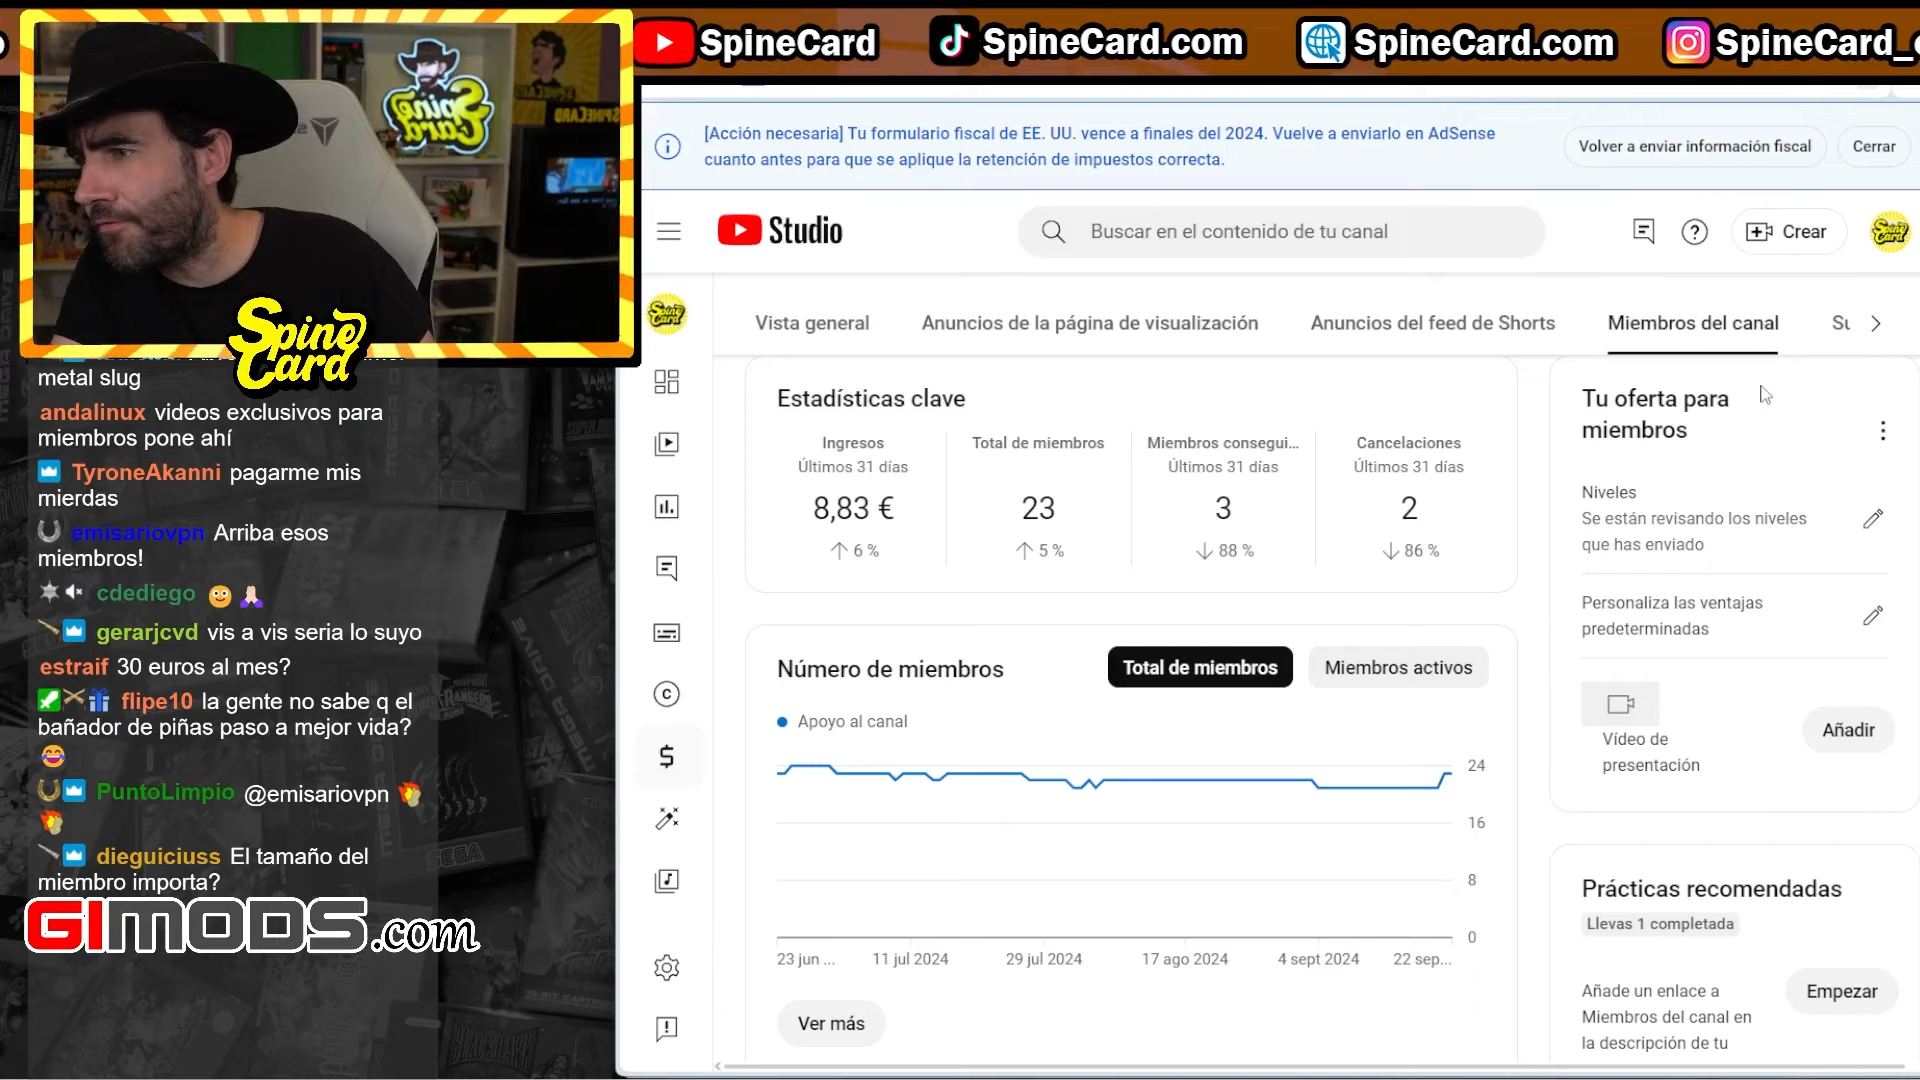 SpineCard
SpineCard.com
SpineCard.com
SpineCard_
Spine
Card
SPINECARD
Spine
Card
metal slug
andalinux videos exclusivos para
miembros pone ahí
TyroneAkanni pagarme mis
mierdas
emisariovpn Arriba esos
miembros!
cdediego 🙂 🙏🏻
gerarjcvd vis a vis seria lo suyo
estraif 30 euros al mes?
flipe10 la gente no sabe q el
bañador de piñas paso a mejor vida?
😂
PuntoLimpio @emisariovpn
dieguiciuss El tamaño del
miembro importa?
GIMODS.com
[Acción necesaria] Tu formulario fiscal de EE. UU. vence a finales del 2024. Vuelve a enviarlo en AdSense
cuanto antes para que se aplique la retención de impuestos correcta.
Volver a enviar información fiscal
Cerrar
Studio
Buscar en el contenido de tu canal
Crear
Vista general
Anuncios de la página de visualización
Anuncios del feed de Shorts
Miembros del canal
Su
Estadísticas clave
Ingresos
Últimos 31 días
8,83 €
↑ 6 %
Total de miembros
23
↑ 5 %
Miembros consegui...
Últimos 31 días
3
↓ 88 %
Cancelaciones
Últimos 31 días
2
↓ 86 %
Número de miembros
Total de miembros
Miembros activos
Apoyo al canal
24
16
8
0
23 jun ...
11 jul 2024
29 jul 2024
17 ago 2024
4 sept 2024
22 sep...
Ver más
Tu oferta para
miembros
Niveles
Se están revisando los niveles
que has enviado
Personaliza las ventajas
predeterminadas
Vídeo de
presentación
Añadir
Prácticas recomendadas
Llevas 1 completada
Añade un enlace a
Miembros del canal en
la descripción de tu
Empezar